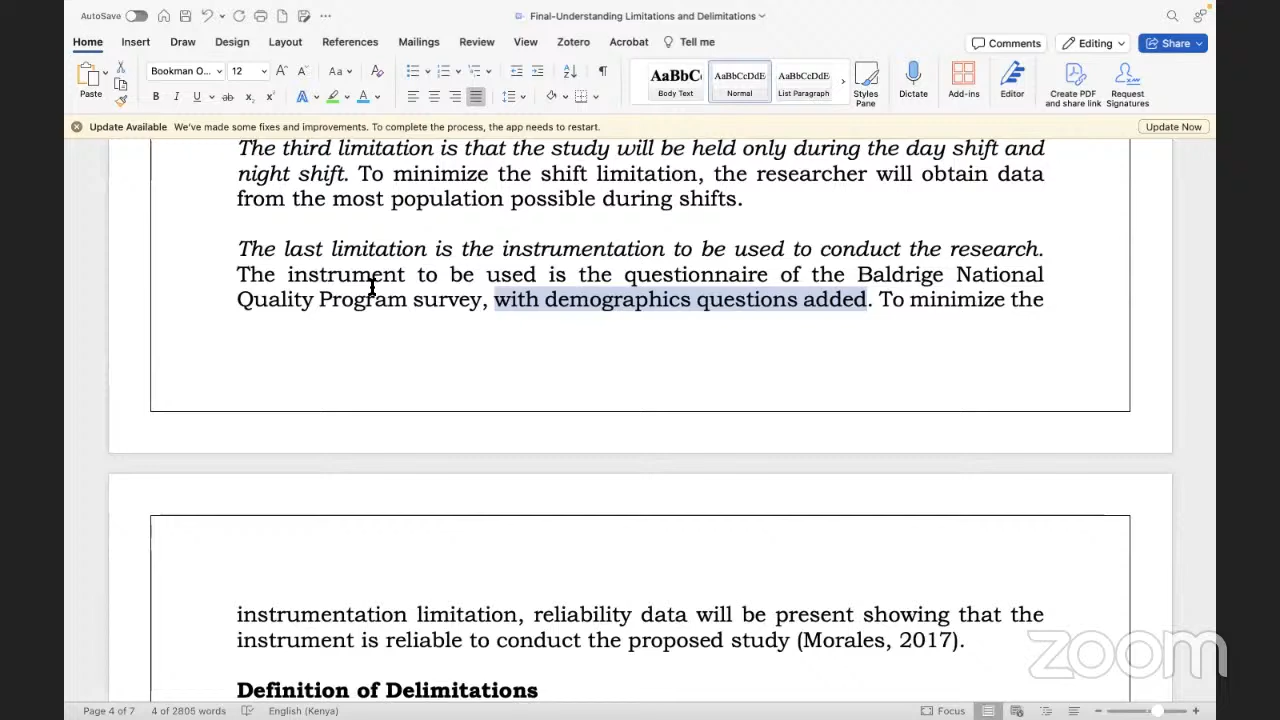 AutoSave
Final-Understanding Limitations and Delimitations
Home Insert Draw Design Layout References Mailings Review View Zotero Acrobat Tell me
Comments Editing Share
Paste
Bookman O... 12
AaBbC AaBbCcDdE AaBbCcDdE
Body Text Normal List Paragraph
Styles Pane
Dictate
Add-ins
Editor
Create PDF and share link
Request Signatures
Update Available We've made some fixes and improvements. To complete the process, the app needs to restart. Update Now
The third limitation is that the study will be held only during the day shift and
night shift. To minimize the shift limitation, the researcher will obtain data
from the most population possible during shifts.
The last limitation is the instrumentation to be used to conduct the research.
The instrument to be used is the questionnaire of the Baldrige National
Quality Program survey, with demographics questions added. To minimize the
instrumentation limitation, reliability data will be present showing that the
instrument is reliable to conduct the proposed study (Morales, 2017).
Definition of Delimitations
zoom
Page 4 of 7 4 of 2805 words English (Kenya) Focus